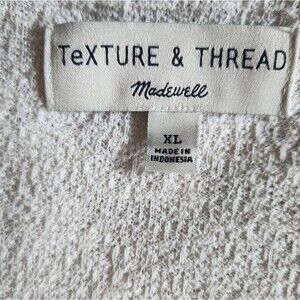 TeXTURE & THREAD
Madewell
XL
MADE IN
INDONESIA